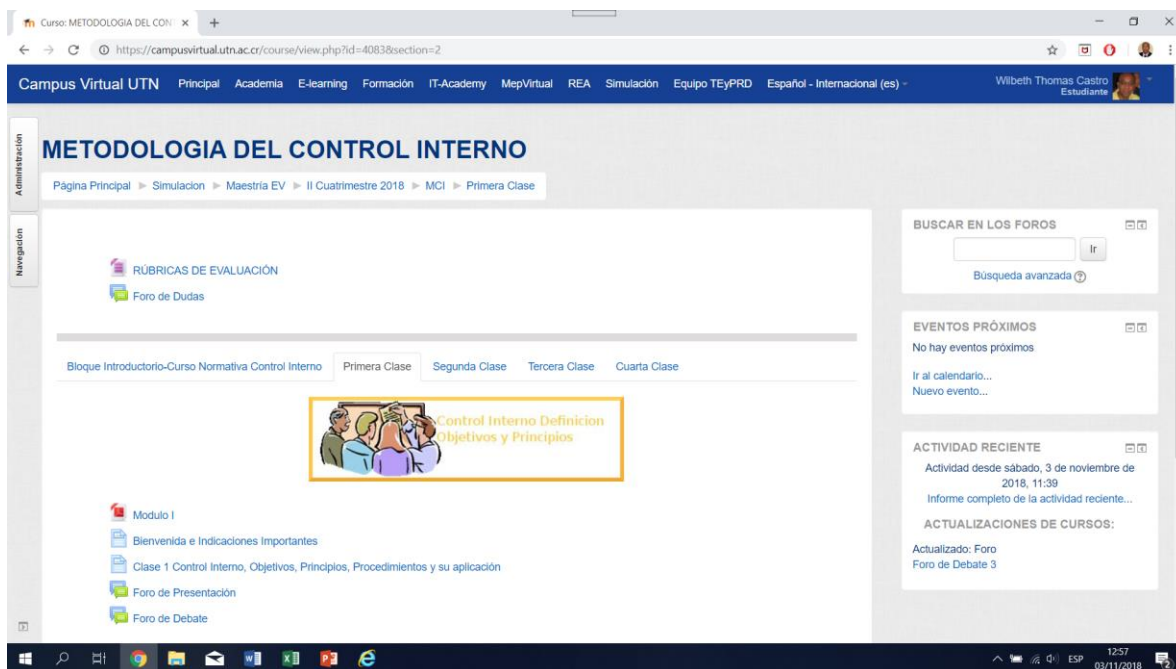 Curso: METODOLOGIA DEL CON
https://campusvirtual.utn.ac.cr/course/view.php?id=4083&section=2
Campus Virtual UTN Principal Academia E-learning Formación IT-Academy MepVirtual REA Simulación Equipo TEyPRD Español - Internacional (es)
Wilbeth Thomas Castro
Estudiante
Administración
Navegación
METODOLOGIA DEL CONTROL INTERNO
Página Principal Simulacion Maestría EV II Cuatrimestre 2018 MCI Primera Clase
RÚBRICAS DE EVALUACIÓN
Foro de Dudas
Bloque Introductorio-Curso Normativa Control Interno Primera Clase Segunda Clase Tercera Clase Cuarta Clase
Control Interno Definicion
Objetivos y Principios
Modulo I
Bienvenida e Indicaciones Importantes
Clase 1 Control Interno, Objetivos, Principios, Procedimientos y su aplicación
Foro de Presentación
Foro de Debate
BUSCAR EN LOS FOROS
Ir
Búsqueda avanzada
EVENTOS PRÓXIMOS
No hay eventos próximos
Ir al calendario...
Nuevo evento...
ACTIVIDAD RECIENTE
Actividad desde sábado, 3 de noviembre de
2018, 11:39
Informe completo de la actividad reciente...
ACTUALIZACIONES DE CURSOS:
Actualizado: Foro
Foro de Debate 3
ESP
12:57
03/11/2018